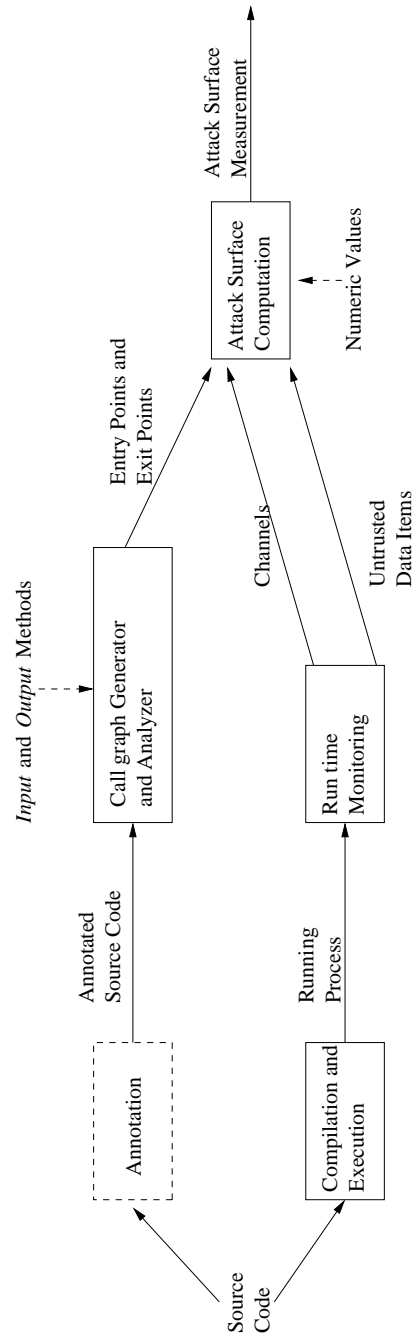 Source
Code
Annotation
Annotated
Source Code
Input and Output Methods
Call graph Generator
and Analyzer
Entry Points and
Exit Points
Compilation and
Execution
Running
Process
Run time
Monitoring
Channels
Untrusted
Data Items
Attack Surface
Computation
Numeric Values
Attack Surface
Measurement